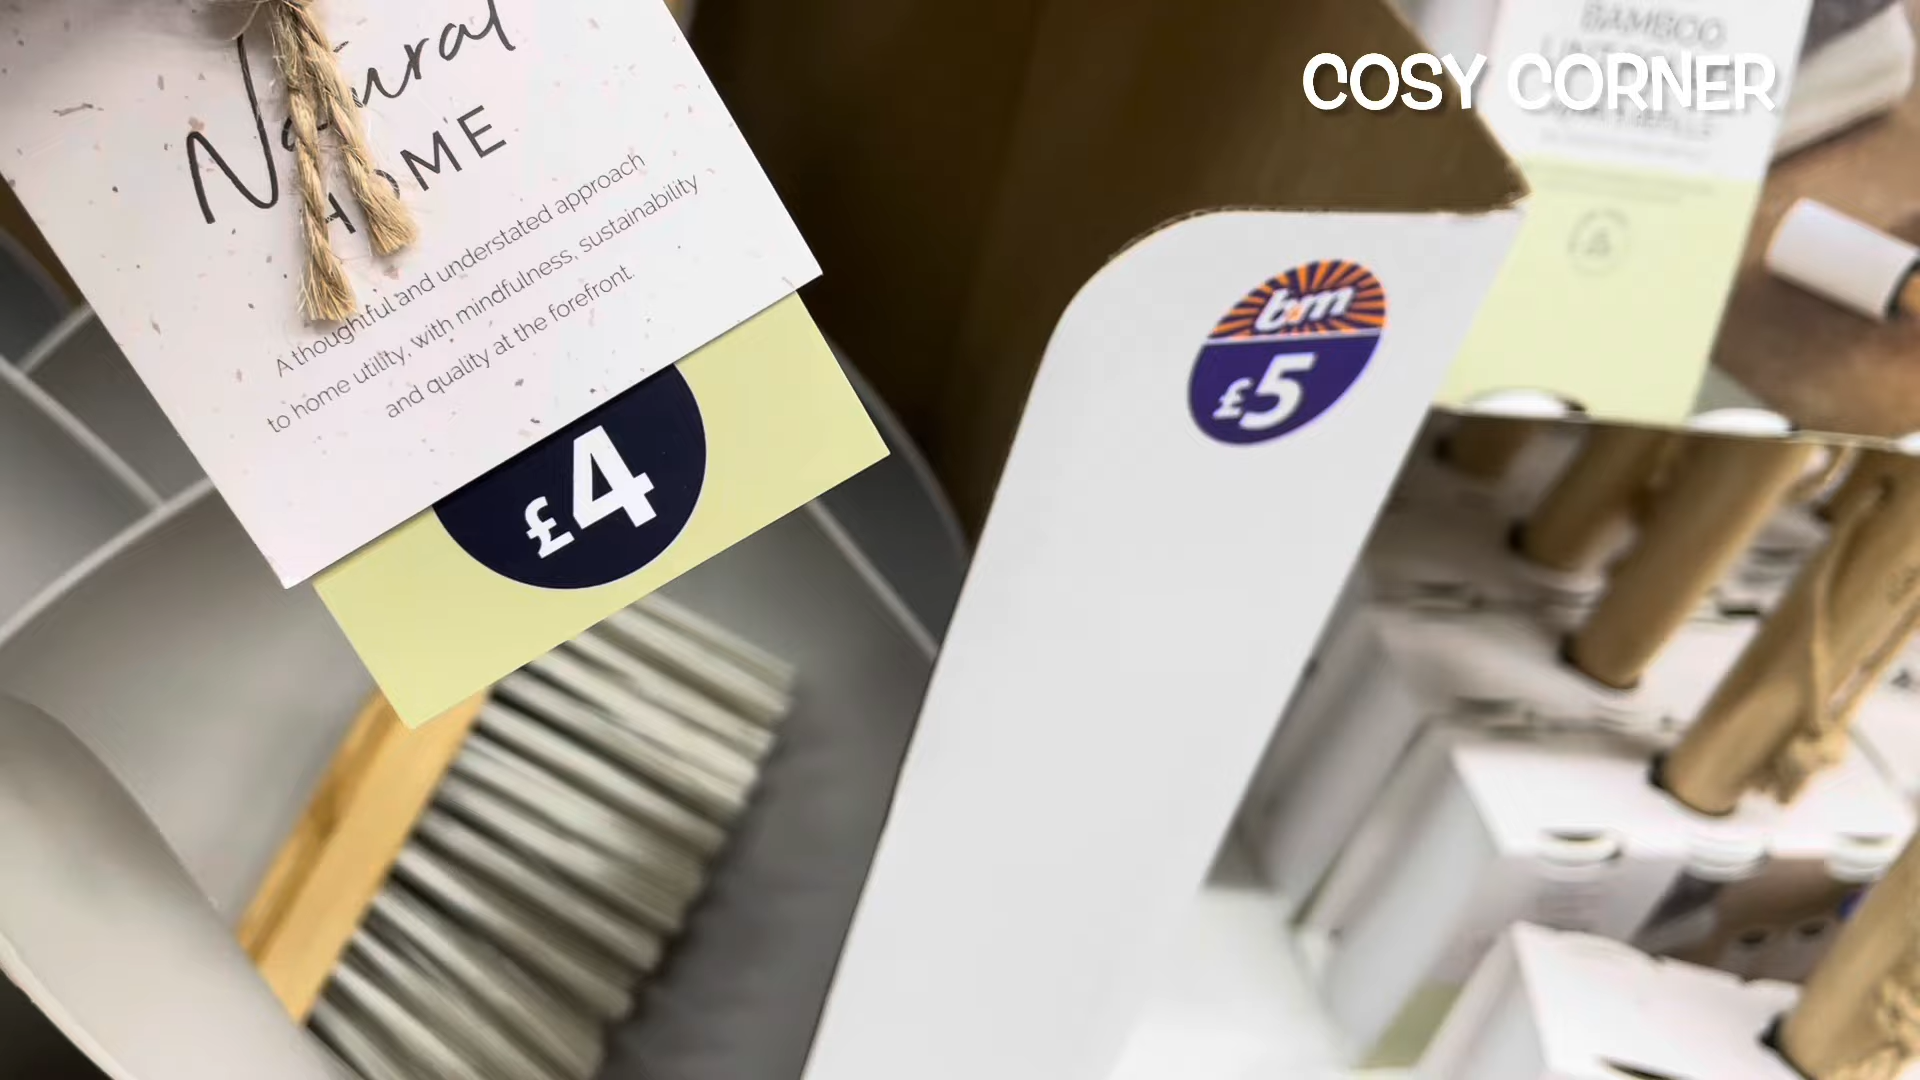 Natural
HOME
A thoughtful and understated approach
to home utility, with mindfulness, sustainability
and quality at the forefront.
£4
COSY CORNER
BAMBOO
b&m
£5